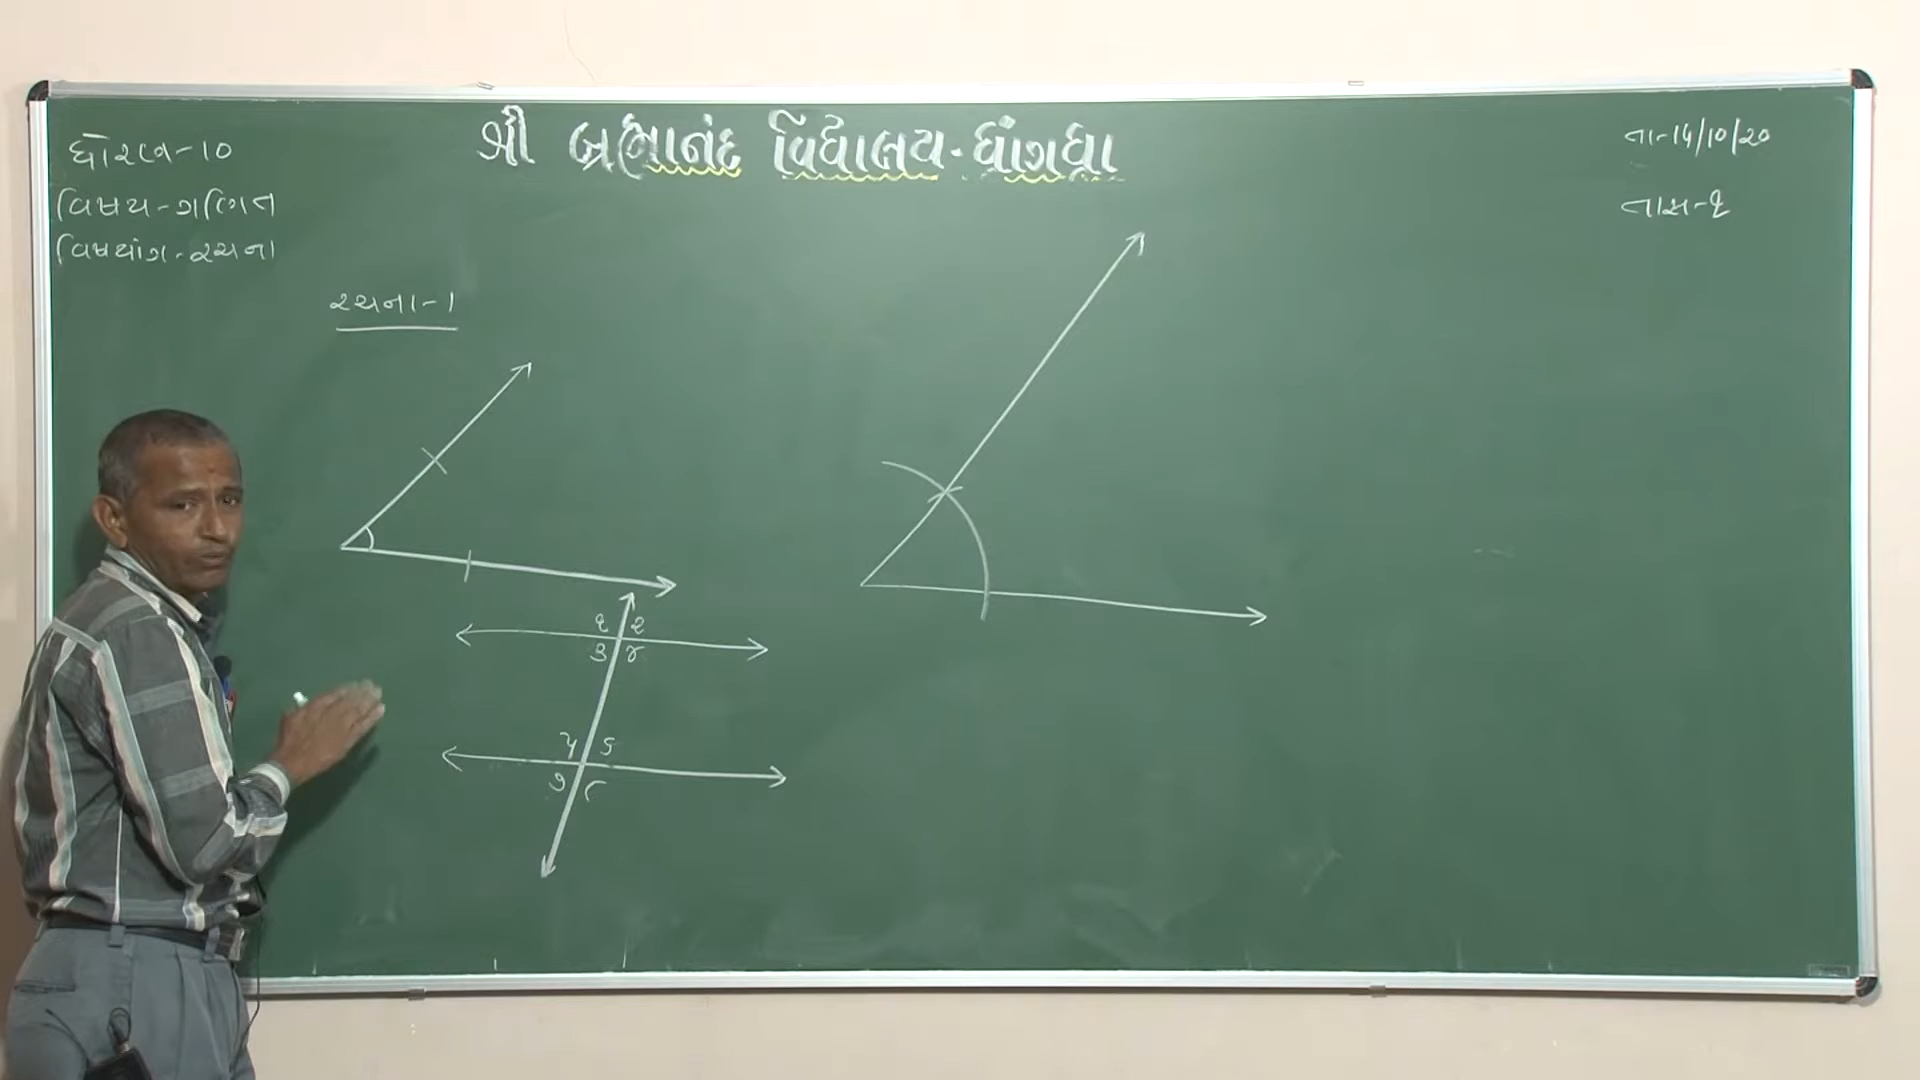 શ્રી બ્રહ્માનંદ વિદ્યાલય-ધ્રાંગધ્રા
ધોરણ-10
વિષય-ગણિત
વિષયાંગ-રચના
તા-14/10/20
તાસ-૧
રચના-1
૧ ૨
૩ ૪
૫ ૬
૭ ૮